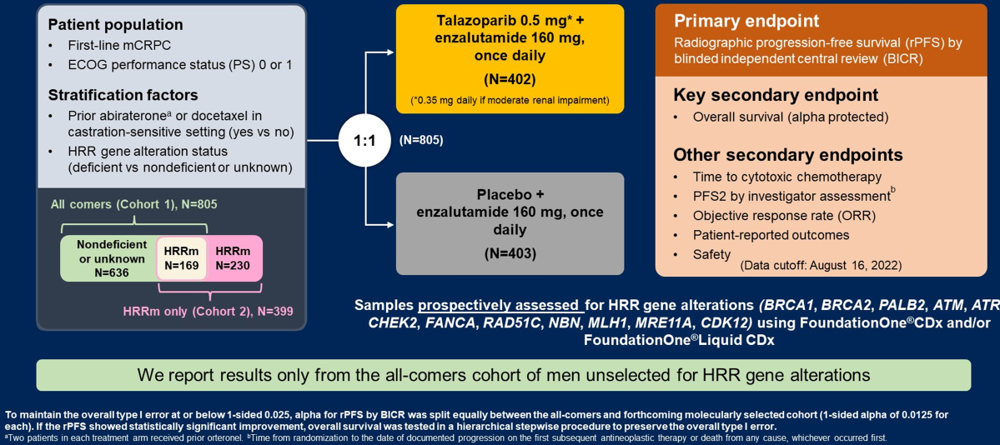 Patient population
• First-line mCRPC
• ECOG performance status (PS) 0 or 1
Stratification factors
• Prior abirateroneᵃ or docetaxel in
castration-sensitive setting (yes vs no)
• HRR gene alteration status
(deficient vs nondeficient or unknown)
All comers (Cohort 1), N=805
Nondeficient
or unknown
N=636
HRRm
N=169
HRRm
N=230
HRRm only (Cohort 2), N=399
1:1
(N=805)
Talazoparib 0.5 mg* +
enzalutamide 160 mg,
once daily
(N=402)
(*0.35 mg daily if moderate renal impairment)
Placebo +
enzalutamide 160 mg, once
daily
(N=403)
Primary endpoint
Radiographic progression-free survival (rPFS) by
blinded independent central review (BICR)
Key secondary endpoint
• Overall survival (alpha protected)
Other secondary endpoints
• Time to cytotoxic chemotherapy
• PFS2 by investigator assessmentᵇ
• Objective response rate (ORR)
• Patient-reported outcomes
• Safety
(Data cutoff: August 16, 2022)
Samples prospectively assessed for HRR gene alterations (BRCA1, BRCA2, PALB2, ATM, ATR
CHEK2, FANCA, RAD51C, NBN, MLH1, MRE11A, CDK12) using FoundationOne®CDx and/or
FoundationOne®Liquid CDx
We report results only from the all-comers cohort of men unselected for HRR gene alterations
To maintain the overall type I error at or below 1-sided 0.025, alpha for rPFS by BICR was split equally between the all-comers and forthcoming molecularly selected cohort (1-sided alpha of 0.0125 for
each). If the rPFS showed statistically significant improvement, overall survival was tested in a hierarchical stepwise procedure to preserve the overall type I error.
ᵃTwo patients in each treatment arm received prior orteronel. ᵇTime from randomization to the date of documented progression on the first subsequent antineoplastic therapy or death from any cause, whichever occurred first.